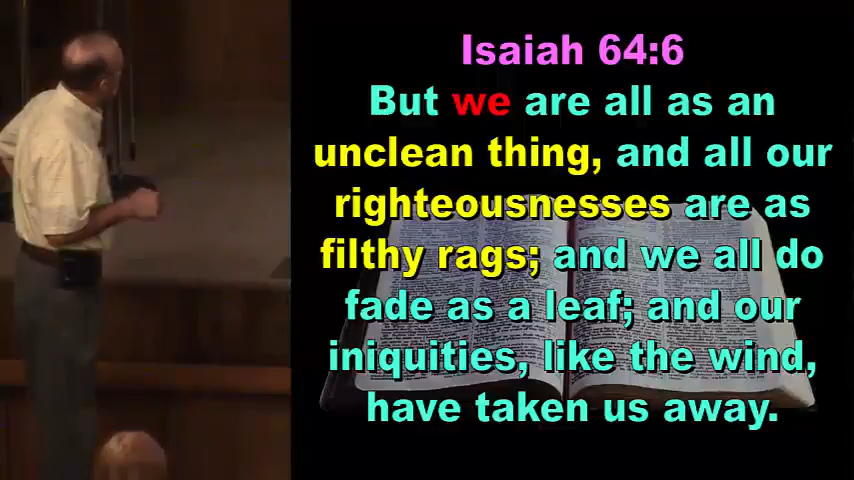 Isaiah 64:6
But we are all as an
unclean thing, and all our
righteousnesses are as
filthy rags; and we all do
fade as a leaf; and our
iniquities, like the wind,
have taken us away.